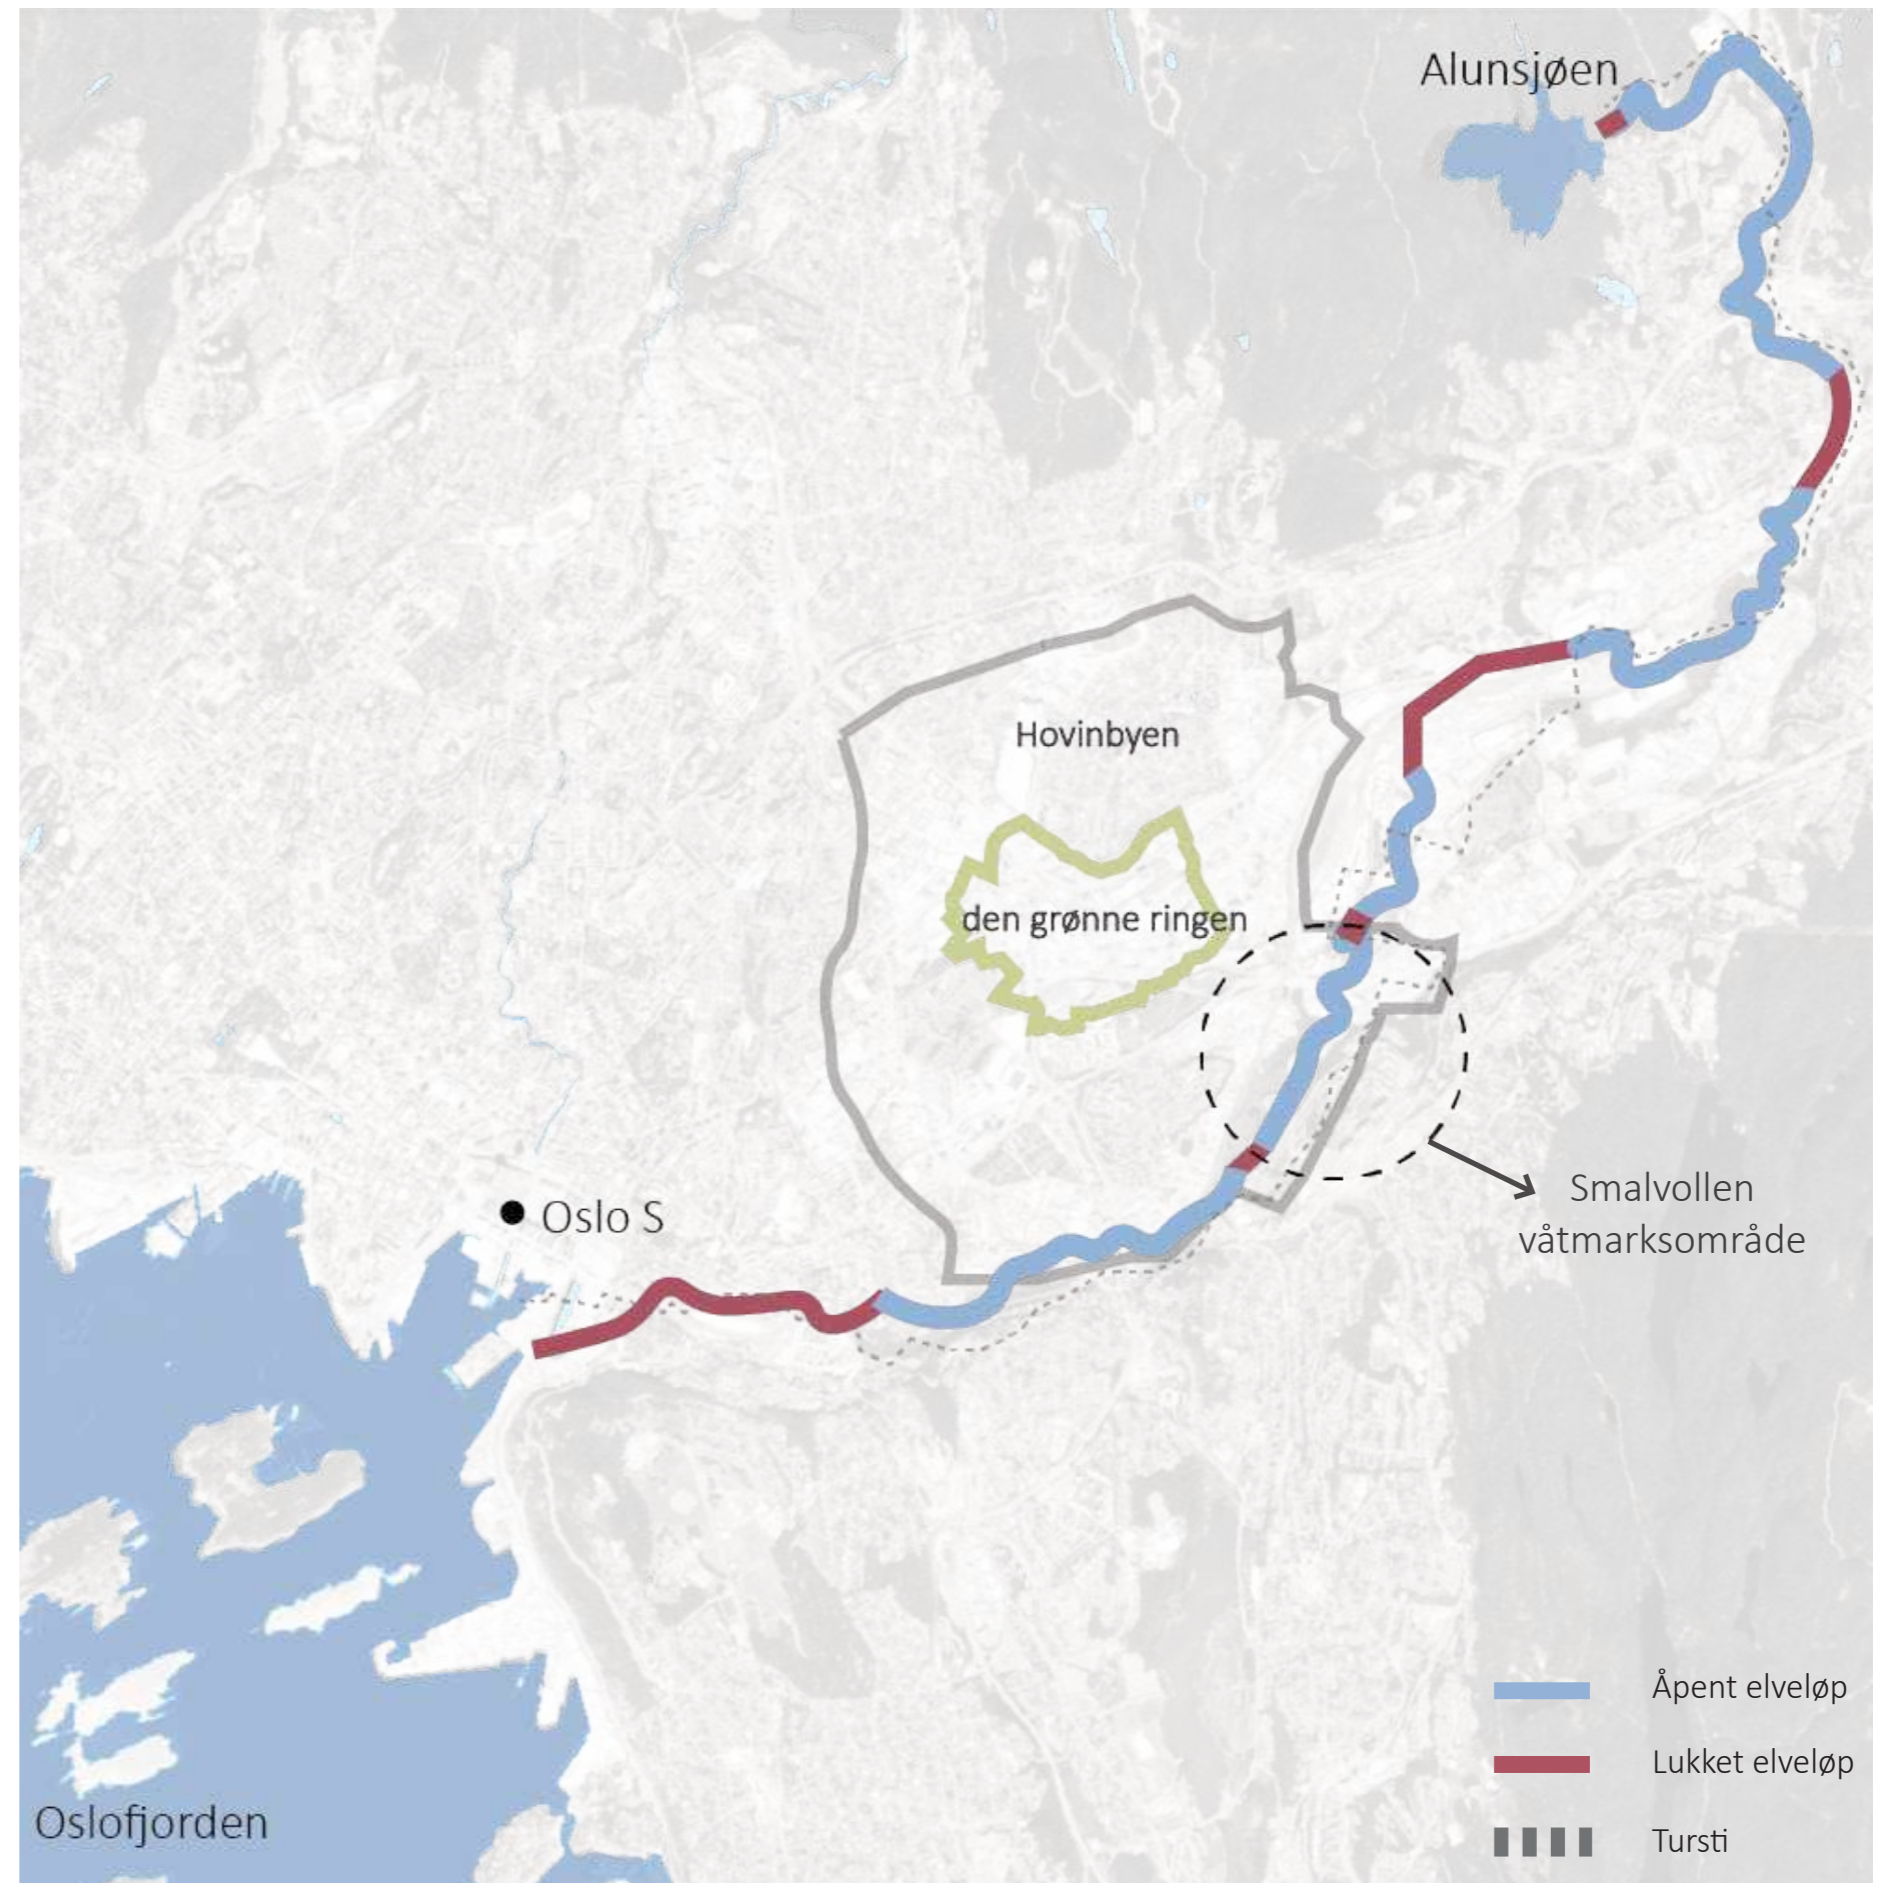 Alunsjøen
Hovinbyen
den grønne ringen
Smalvollen
våtmarksområde
Oslo S
Åpent elveløp
Lukket elveløp
Tursti
Oslofjorden